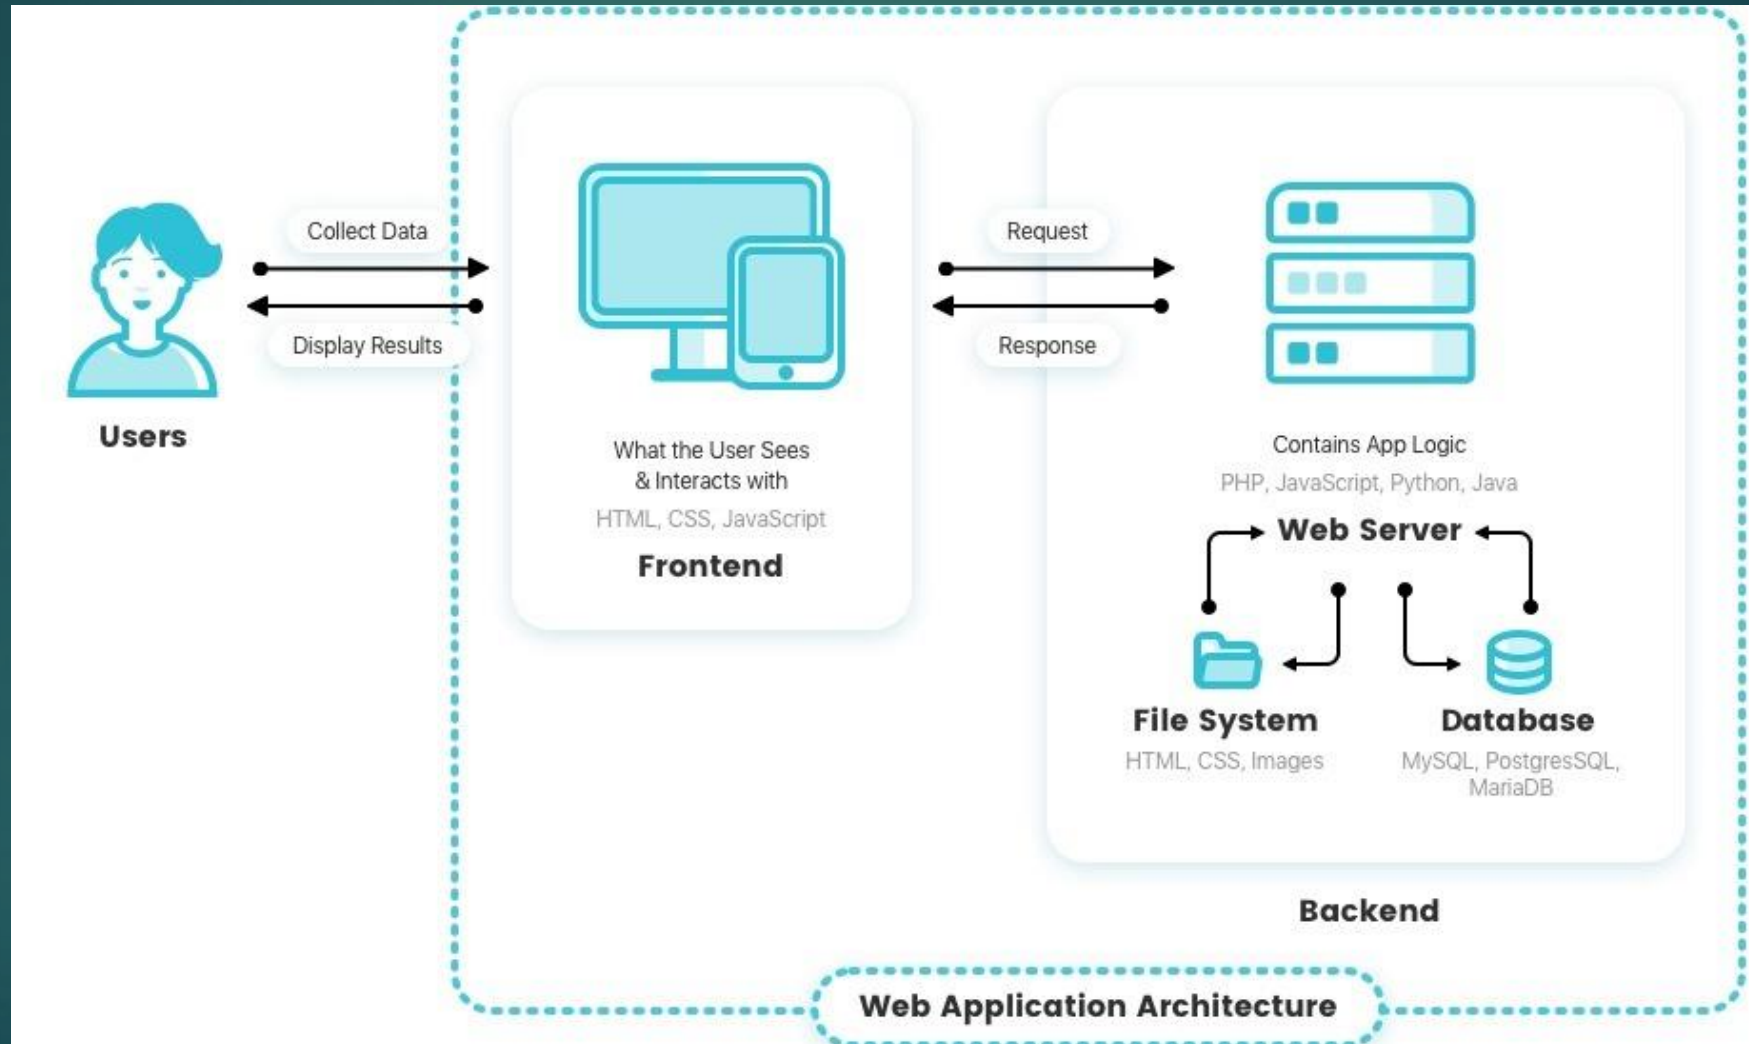 Collect Data
Display Results
Users
What the User Sees
& Interacts with
HTML, CSS, JavaScript
Frontend
Request
Response
Contains App Logic
PHP, JavaScript, Python, Java
Web Server
File System
HTML, CSS, Images
Database
MySQL, PostgresSQL,
MariaDB
Backend
Web Application Architecture